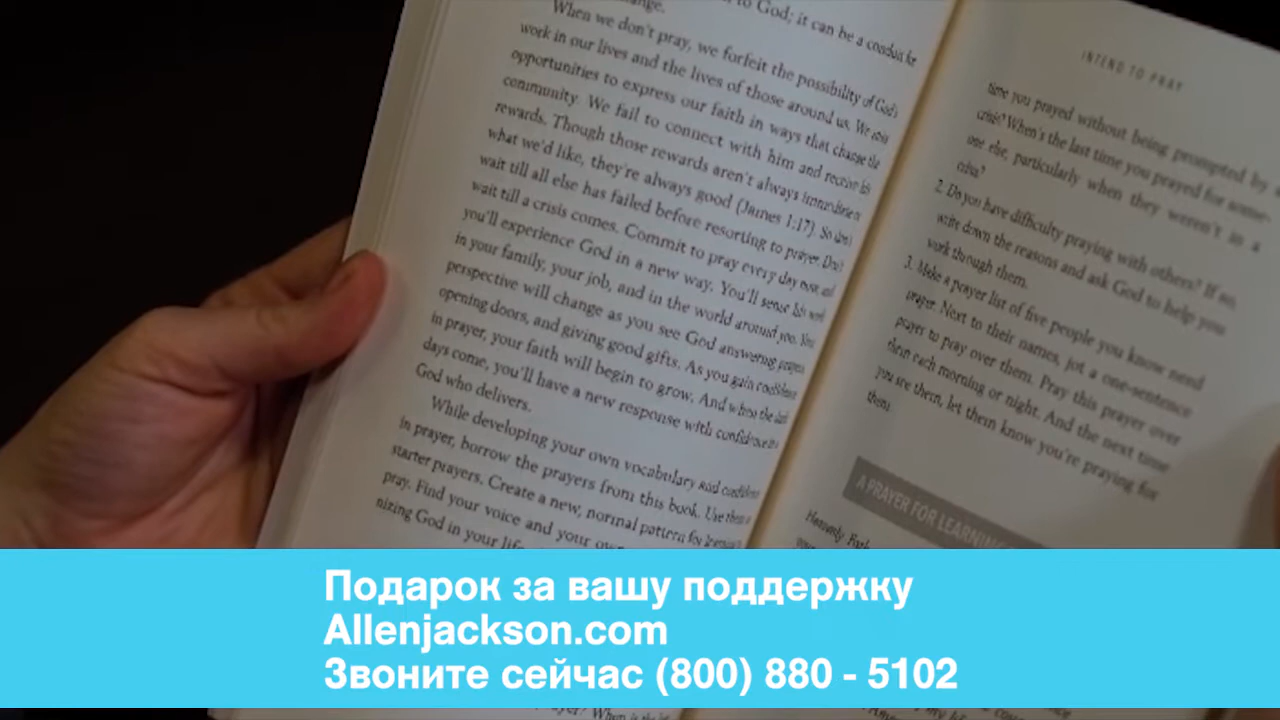 to God; it can be a conduit for
change.
When we don't pray, we forfeit the possibility of God's
work in our lives and the lives of those around us. We miss
opportunities to express our faith in ways that change the
community. We fail to connect with him and receive his
rewards. Though those rewards aren't always immediate or
what we'd like, they're always good (James 1:17). So don't
wait till all else has failed before resorting to prayer. Don't
wait till a crisis comes. Commit to pray every day now, and
you'll experience God in a new way. You'll sense his work
in your family, your job, and in the world around you. Your
perspective will change as you see God answering prayers,
opening doors, and giving good gifts. As you gain confidence
in prayer, your faith will begin to grow. And when the dark
days come, you'll have a new response with confidence in
God who delivers.
While developing your own vocabulary and confidence
in prayer, borrow the prayers from this book. Use them as
starter prayers. Create a new, normal pattern for
pray. Find your voice and your own
nizing God in your life
INTEND TO PRAY
time you prayed without being prompted by a
crisis? When's the last time you prayed for some-
one else, particularly when they weren't in a
crisis?
2. Do you have difficulty praying with others? If so,
write down the reasons and ask God to help you
work through them.
3. Make a prayer list of five people you know need
prayer. Next to their names, jot a one-sentence
prayer to pray over them. Pray this prayer over
them each morning or night. And the next time
you see them, let them know you're praying for
them.
A PRAYER FOR LEARNING
Heavenly
Подарок за вашу поддержку
Allenjackson.com
Звоните сейчас (800) 880 - 5102